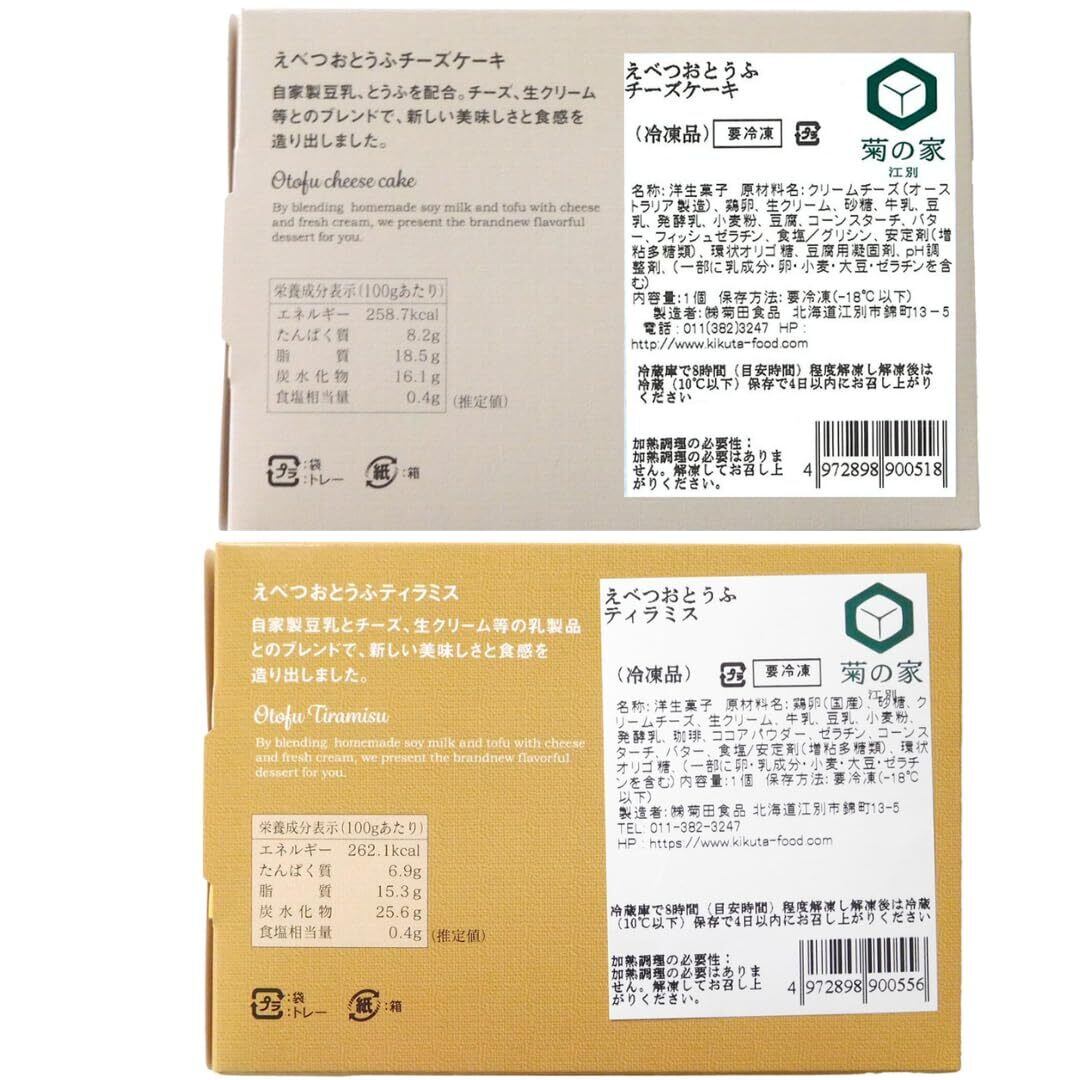 えべつおとうふチーズケーキ
自家製豆乳、とうふを配合。チーズ、生クリーム
等とのブレンドで、新しい美味しさと食感を
造り出しました。
Otofu cheese cake
By blending homemade soy milk and tofu with cheese
and fresh cream, we present the brandnew flavorful
dessert for you.
栄養成分表示(100gあたり)
エネルギー 258.7kcal
たんぱく質 8.2g
脂 質 18.5g
炭水化物 16.1g
食塩相当量 0.4g (推定値)
プラ :袋
:トレー
紙 :箱
えべつおとうふ
チーズケーキ
(冷凍品) 要冷凍 プラ
菊の家
江別
名称:洋生菓子 原材料名:クリームチーズ(オース
トラリア製造)、鶏卵、生クリーム、砂糖、牛乳、豆
乳、発酵乳、小麦粉、豆腐、コーンスターチ、バタ
ー、フィッシュゼラチン、食塩/グリシン、安定剤(増
粘多糖類)、環状オリゴ糖、豆腐用凝固剤、pH調
整剤、(一部に乳成分・卵・小麦・大豆・ゼラチンを含
む)
内容量:1個 保存方法:要冷凍(-18℃以下)
製造者:㈱菊田食品 北海道江別市錦町13-5
電話:011(382)3247 HP:
http://www.kikuta-food.com
冷蔵庫で8時間(目安時間)程度解凍し解凍後は
冷蔵(10℃以下)保存で4日以内にお召し上がり
ください
加熱調理の必要性:
加熱調理の必要はありま
せん。解凍してお召し上
がりください。
4 972898 900518
えべつおとうふティラミス
自家製豆乳とチーズ、生クリーム等の乳製品
とのブレンドで、新しい美味しさと食感を
造り出しました。
Otofu Tiramisu
By blending homemade soy milk and tofu with cheese
and fresh cream, we present the brandnew flavorful
dessert for you.
栄養成分表示(100gあたり)
エネルギー 262.1kcal
たんぱく質 6.9g
脂 質 15.3g
炭水化物 25.6g
食塩相当量 0.4g (推定値)
プラ :袋
:トレー
紙 :箱
えべつおとうふ
ティラミス
(冷凍品) プラ 要冷凍
菊の家
江別
名称:洋生菓子 原材料名:鶏卵(国産)、砂糖、ク
リームチーズ、生クリーム、牛乳、豆乳、小麦粉、
発酵乳、珈琲、ココアパウダー、ゼラチン、コーンス
ターチ、バター、食塩/安定剤(増粘多糖類)、環状
オリゴ糖、(一部に卵・乳成分・小麦・大豆・ゼラチ
ンを含む)内容量:1個 保存方法:要冷凍(-18℃
以下)
製造者:㈱菊田食品 北海道江別市錦町13-5
TEL: 011-382-3247
HP:https://www.kikuta-food.com
冷蔵庫で8時間(目安時間)程度解凍し解凍後は冷蔵
(10℃以下)保存で4日以内にお召し上がりください
加熱調理の必要性:
加熱調理の必要はありま
せん。解凍してお召し上
がりください。
4 972898 900556